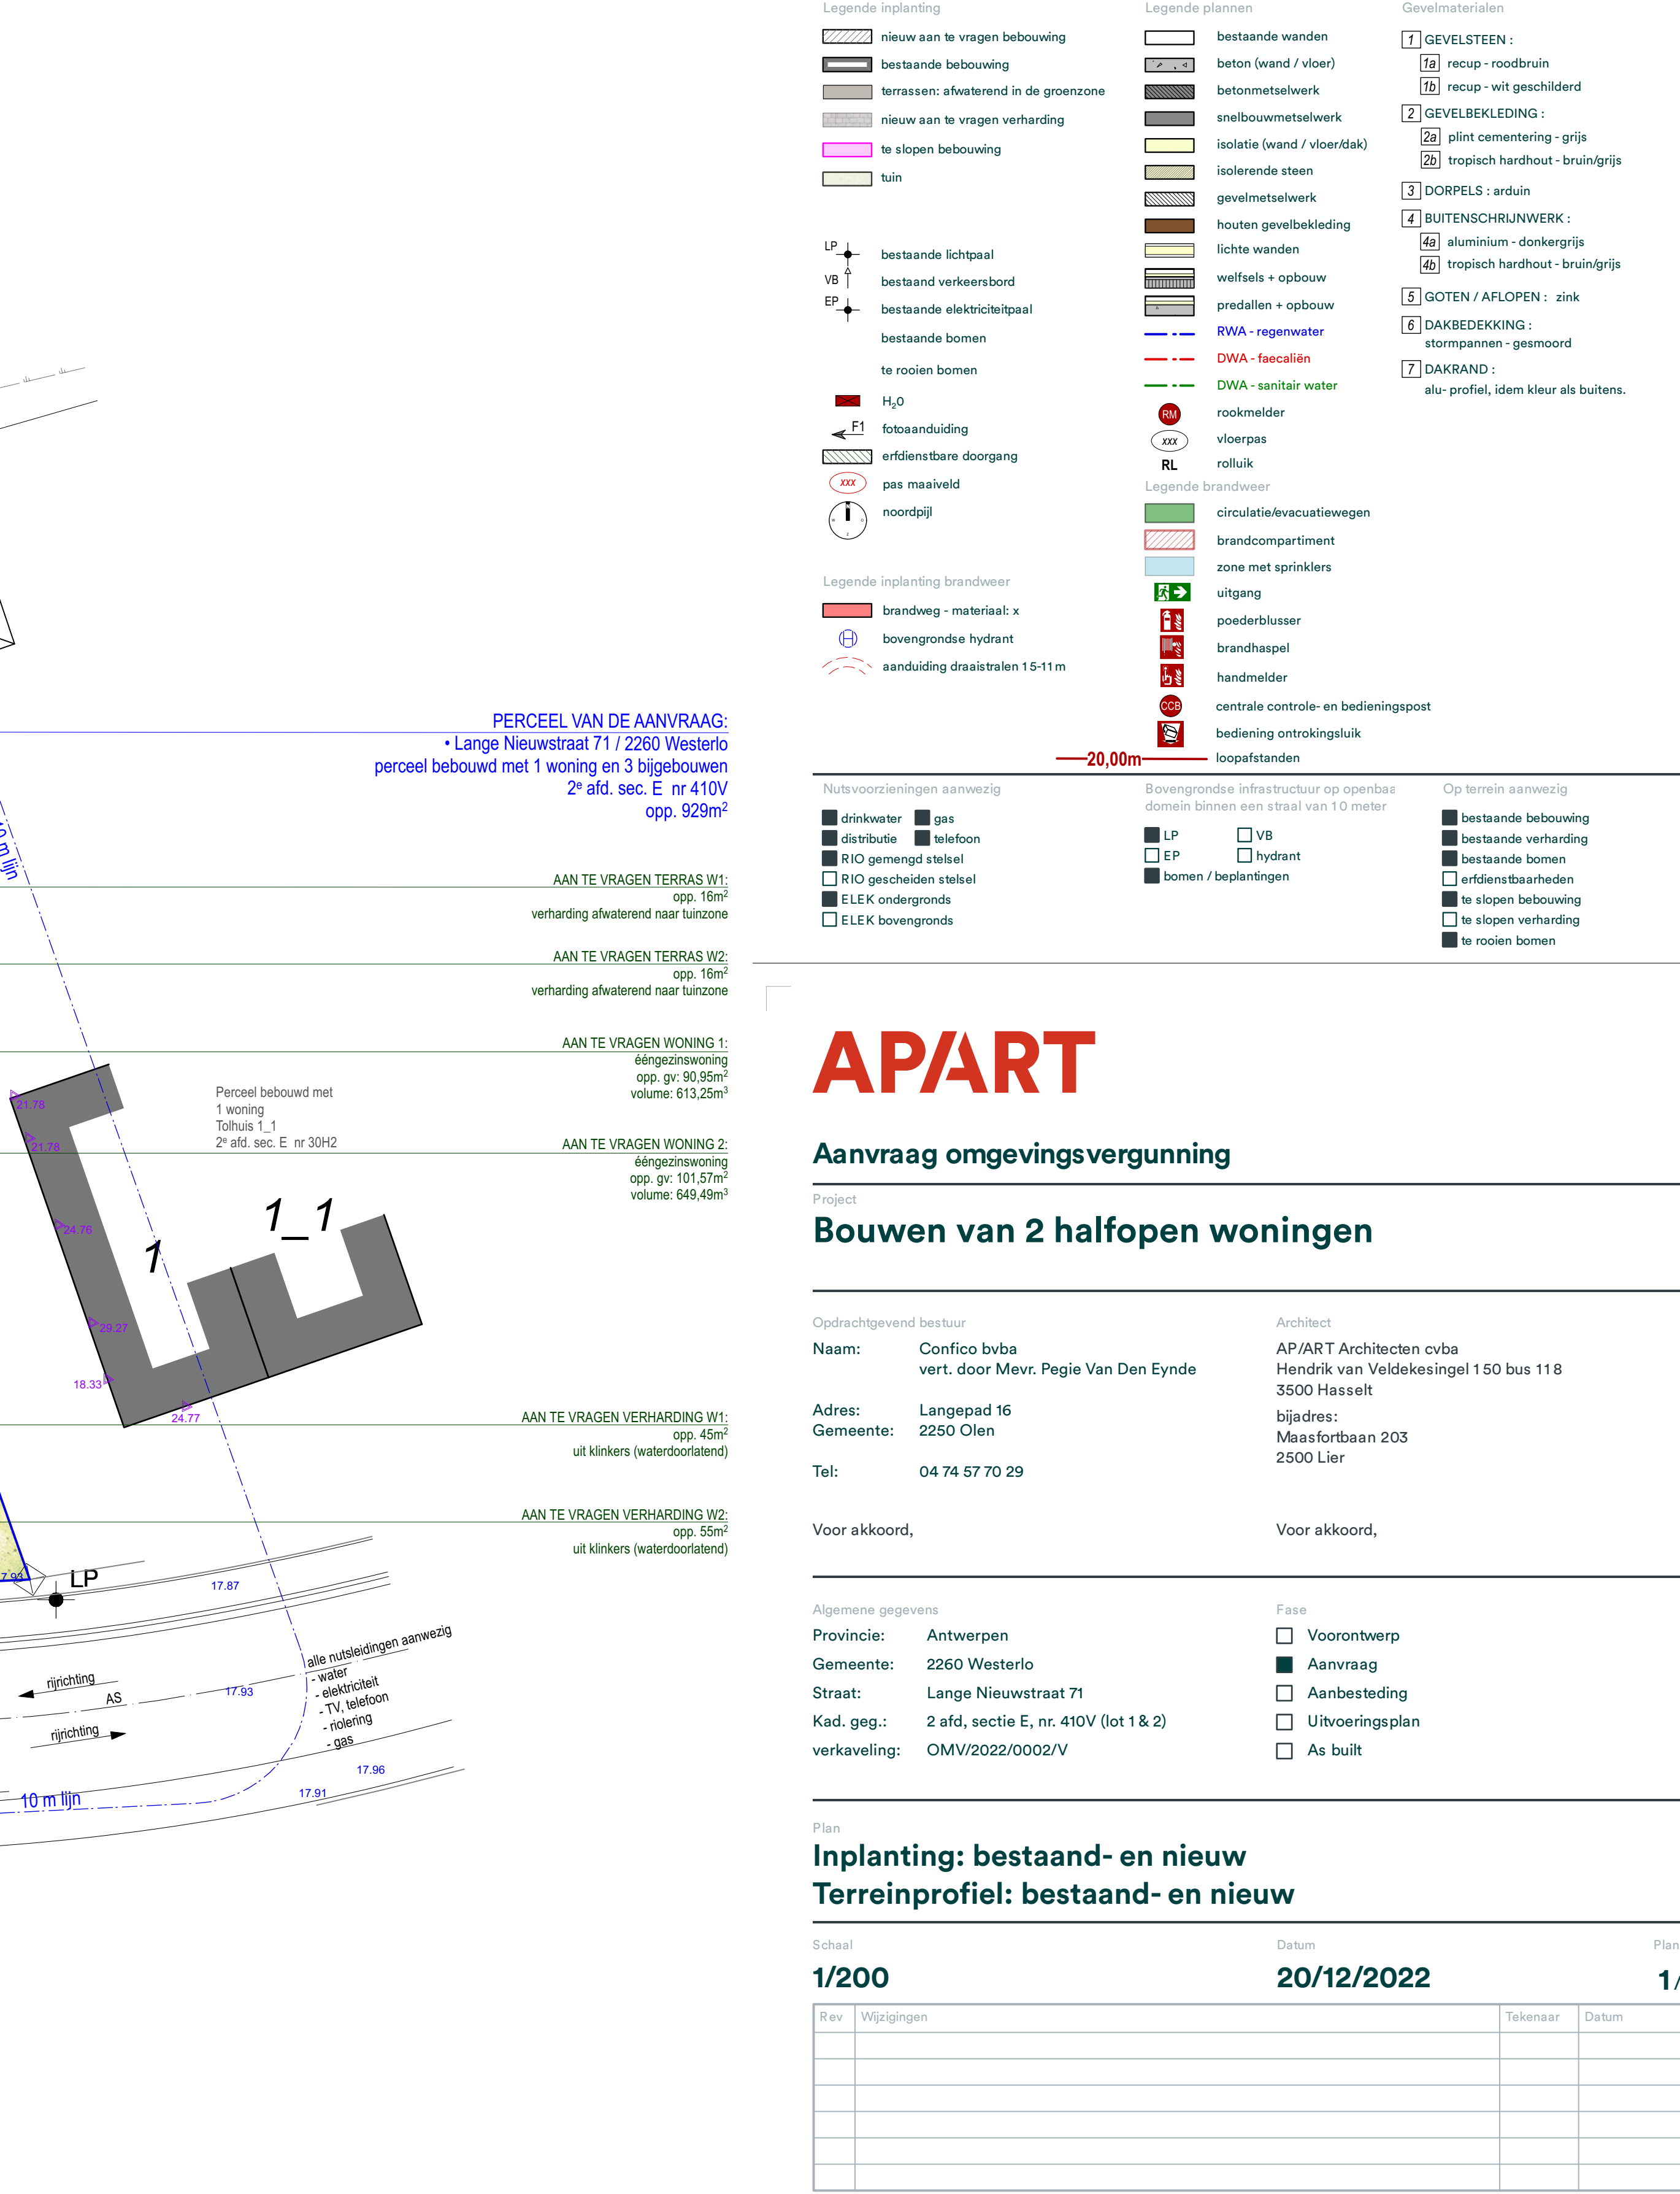 Legende inplanting
nieuw aan te vragen bebouwing
bestaande bebouwing
terrassen: afwaterend in de groenzone
nieuw aan te vragen verharding
te slopen bebouwing
tuin
LP
bestaande lichtpaal
VB
bestaand verkeersbord
EP
bestaande elektriciteitpaal
bestaande bomen
te rooien bomen
H₂0
F1
fotoaanduiding
erfdienstbare doorgang
xxx
pas maaiveld
noordpijl
Legende inplanting brandweer
brandweg - materiaal: x
H
bovengrondse hydrant
aanduiding draaistralen 15-11m
Legende plannen
bestaande wanden
beton (wand / vloer)
betonmetselwerk
snelbouwmetselwerk
isolatie (wand / vloer/dak)
isolerende steen
gevelmetselwerk
houten gevelbekleding
lichte wanden
welfsels + opbouw
predallen + opbouw
RWA - regenwater
DWA - faecaliën
DWA - sanitair water
RM
rookmelder
xxx
vloerpas
RL
rolluik
Legende brandweer
circulatie/evacuatiewegen
brandcompartiment
zone met sprinklers
uitgang
poederblusser
brandhaspel
handmelder
CCB
centrale controle- en bedieningspost
bediening ontrokingsluik
20,00m
loopafstanden
Gevelmaterialen
1 GEVELSTEEN :
1a recup - roodbruin
1b recup - wit geschilderd
2 GEVELBEKLEDING :
2a plint cementering - grijs
2b tropisch hardhout - bruin/grijs
3 DORPELS : arduin
4 BUITENSCHRIJNWERK :
4a aluminium - donkergrijs
4b tropisch hardhout - bruin/grijs
5 GOTEN / AFLOPEN : zink
6 DAKBEDEKKING :
stormpannen - gesmoord
7 DAKRAND :
alu- profiel, idem kleur als buitens.
Nutsvoorzieningen aanwezig
drinkwater gas
distributie telefoon
RIO gemengd stelsel
RIO gescheiden stelsel
ELEK ondergronds
ELEK bovengronds
Bovengrondse infrastructuur op openbaa
domein binnen een straal van 10 meter
LP VB
EP hydrant
bomen / beplantingen
Op terrein aanwezig
bestaande bebouwing
bestaande verharding
bestaande bomen
erfdienstbaarheden
te slopen bebouwing
te slopen verharding
te rooien bomen
PERCEEL VAN DE AANVRAAG:
• Lange Nieuwstraat 71 / 2260 Westerlo
perceel bebouwd met 1 woning en 3 bijgebouwen
2e afd. sec. E nr 410V
opp. 929m²
m lijn
AAN TE VRAGEN TERRAS W1:
opp. 16m²
verharding afwaterend naar tuinzone
AAN TE VRAGEN TERRAS W2:
opp. 16m²
verharding afwaterend naar tuinzone
AAN TE VRAGEN WONING 1:
ééngezinswoning
opp. gv: 90,95m²
volume: 613,25m³
AAN TE VRAGEN WONING 2:
ééngezinswoning
opp. gv: 101,57m²
volume: 649,49m³
Perceel bebouwd met
1 woning
Tolhuis 1_1
2e afd. sec. E nr 30H2
21.78
21.78
24.76
1
1_1
29.27
18.33
24.77
AAN TE VRAGEN VERHARDING W1:
opp. 45m²
uit klinkers (waterdoorlatend)
AAN TE VRAGEN VERHARDING W2:
opp. 55m²
uit klinkers (waterdoorlatend)
7.93
LP
17.87
rijrichting
AS
rijrichting
17.93
alle nutsleidingen aanwezig
- water
- elektriciteit
- TV, telefoon
- riolering
- gas
17.96
17.91
10 m lijn
AP/ART
Aanvraag omgevingsvergunning
Project
Bouwen van 2 halfopen woningen
Opdrachtgevend bestuur
Naam: Confico bvba
vert. door Mevr. Pegie Van Den Eynde
Adres: Langepad 16
Gemeente: 2250 Olen
Tel: 04 74 57 70 29
Voor akkoord,
Architect
AP/ART Architecten cvba
Hendrik van Veldekesingel 150 bus 118
3500 Hasselt
bijadres:
Maasfortbaan 203
2500 Lier
Voor akkoord,
Algemene gegevens
Provincie: Antwerpen
Gemeente: 2260 Westerlo
Straat: Lange Nieuwstraat 71
Kad. geg.: 2 afd, sectie E, nr. 410V (lot 1 & 2)
verkaveling: OMV/2022/0002/V
Fase
Voorontwerp
Aanvraag
Aanbesteding
Uitvoeringsplan
As built
Plan
Inplanting: bestaand- en nieuw
Terreinprofiel: bestaand- en nieuw
Schaal
1/200
Datum
20/12/2022
Plan
1/
Rev Wijzigingen Tekenaar Datum